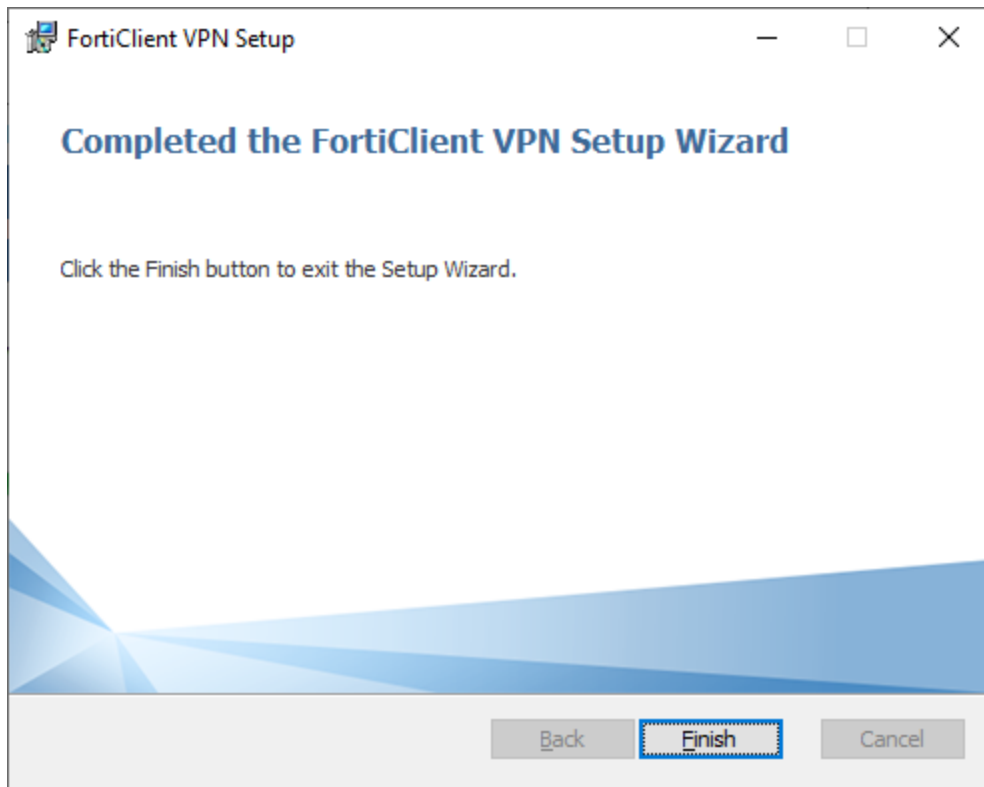 FortiClient VPN Setup
Completed the FortiClient VPN Setup Wizard
Click the Finish button to exit the Setup Wizard.
Back Finish Cancel